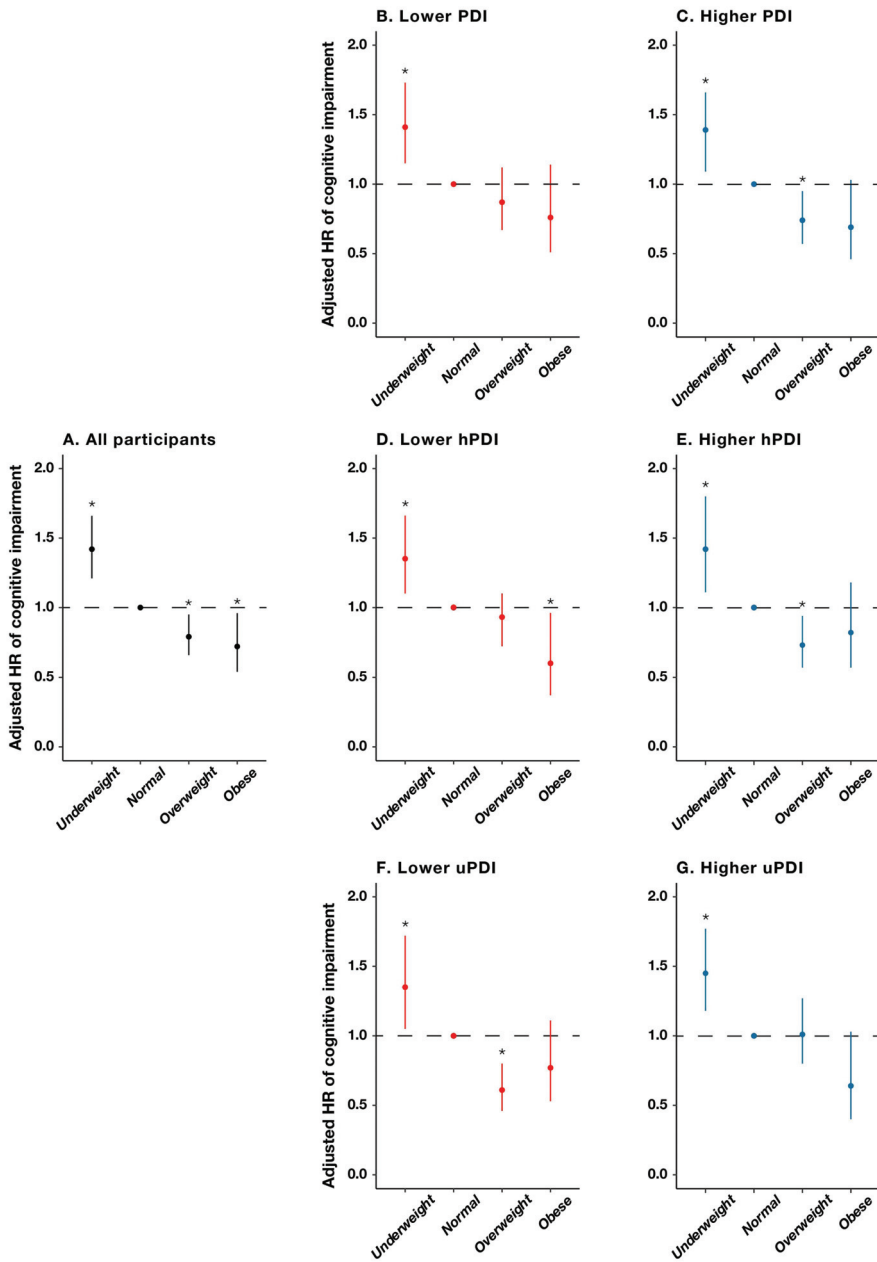 B. Lower PDI
Adjusted HR of cognitive impairment
2.0
*
1.5
1.0
0.5
0.0
Underweight
Normal
Overweight
Obese
C. Higher PDI
2.0
*
1.5
1.0
*
0.5
0.0
Underweight
Normal
Overweight
Obese
A. All participants
Adjusted HR of cognitive impairment
2.0
*
1.5
1.0
*
*
0.5
0.0
Underweight
Normal
Overweight
Obese
D. Lower hPDI
2.0
*
1.5
1.0
*
0.5
0.0
Underweight
Normal
Overweight
Obese
E. Higher hPDI
2.0
*
1.5
1.0
*
0.5
0.0
Underweight
Normal
Overweight
Obese
F. Lower uPDI
Adjusted HR of cognitive impairment
2.0
*
1.5
1.0
*
0.5
0.0
Underweight
Normal
Overweight
Obese
G. Higher uPDI
2.0
*
1.5
1.0
0.5
0.0
Underweight
Normal
Overweight
Obese